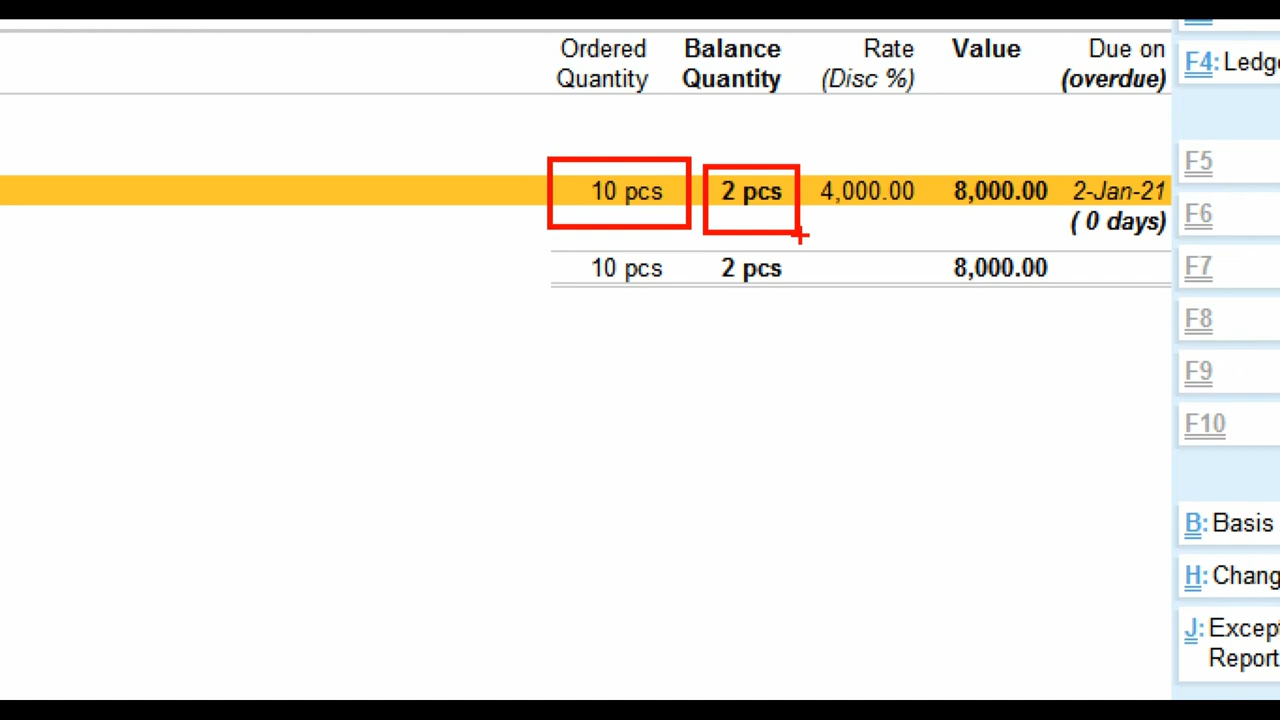 Ordered Balance Rate Value Due on
Quantity Quantity (Disc %) (overdue)
10 pcs 2 pcs 4,000.00 8,000.00 2-Jan-21
( 0 days)
10 pcs 2 pcs 8,000.00
F4: Ledge
F5
F6
F7
F8
F9
F10
B: Basis
H: Chang
J: Except
Report